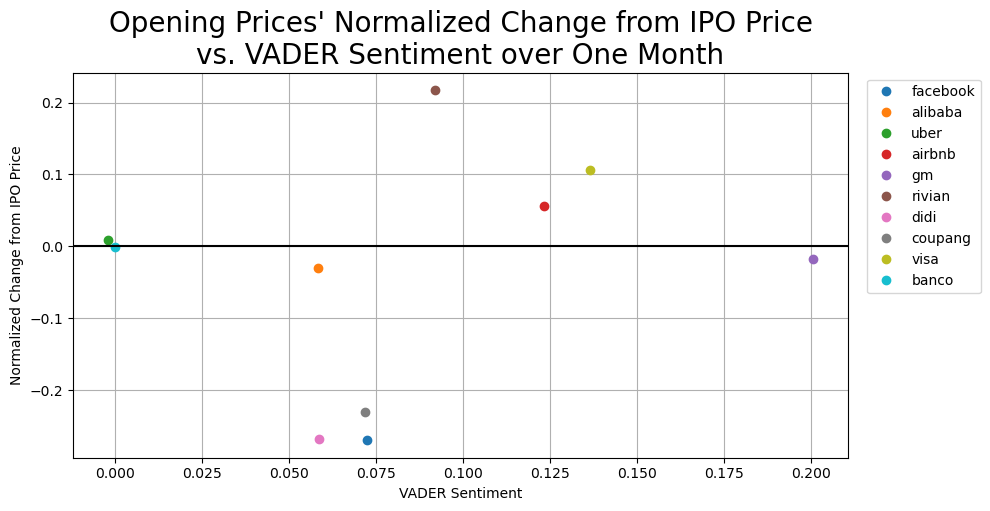 Opening Prices' Normalized Change from IPO Price
vs. VADER Sentiment over One Month
Normalized Change from IPO Price
0.2
0.1
0.0
−0.1
−0.2
0.000 0.025 0.050 0.075 0.100 0.125 0.150 0.175 0.200
VADER Sentiment
facebook
alibaba
uber
airbnb
gm
rivian
didi
coupang
visa
banco